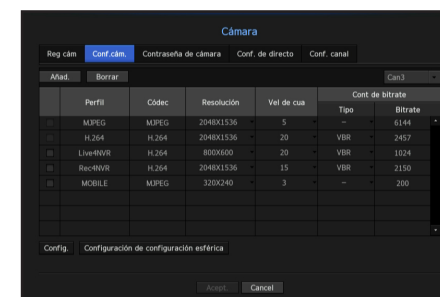 Cámara
Reg cám Conf.cám. Contraseña de cámara Conf. de directo Conf. canal
Añad. Borrar Can3
Perfil Códec Resolución Vel de cua Cont de bitrate
Tipo Bitrate
MJPEG MJPEG 2048X1536 5 – 6144
H.264 H.264 2048X1536 20 VBR 2457
Live4NVR H.264 800X600 20 VBR 1024
Rec4NVR H.264 2048X1536 15 VBR 2150
MOBILE MJPEG 320X240 3 – 200
Config. Configuración de configuración esférica
Acept. Cancel